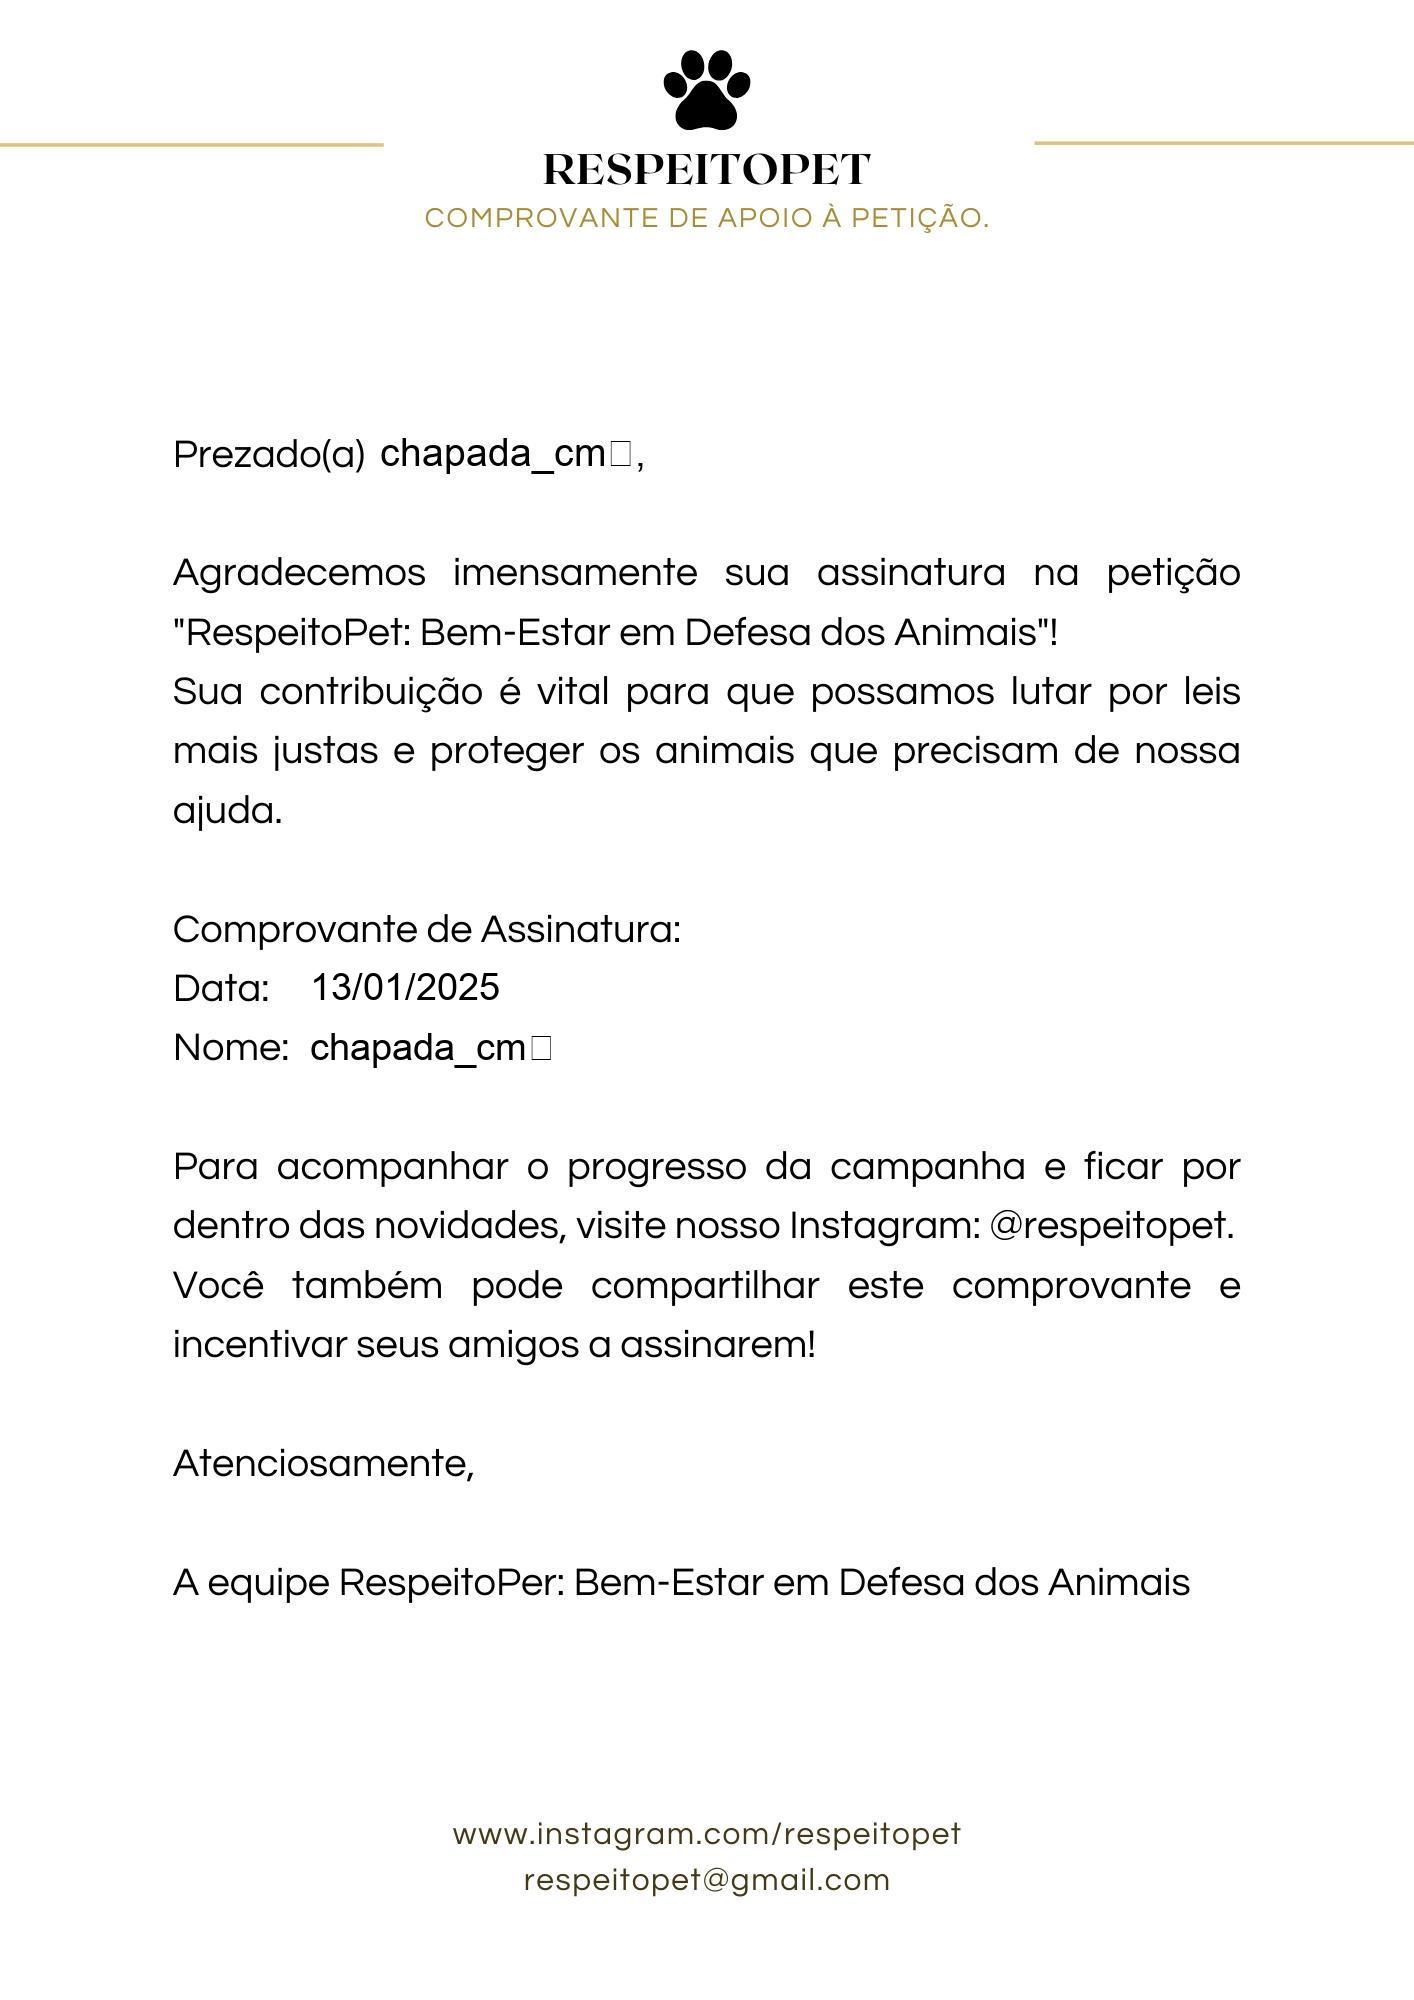 RESPEITOPET
COMPROVANTE DE APOIO À PETIÇÃO.
Prezado(a) chapada_cm□,
Agradecemos imensamente sua assinatura na petição
"RespeitoPet: Bem-Estar em Defesa dos Animais"!
Sua contribuição é vital para que possamos lutar por leis
mais justas e proteger os animais que precisam de nossa
ajuda.
Comprovante de Assinatura:
Data: 13/01/2025
Nome: chapada_cm□
Para acompanhar o progresso da campanha e ficar por
dentro das novidades, visite nosso Instagram: @respeitopet.
Você também pode compartilhar este comprovante e
incentivar seus amigos a assinarem!
Atenciosamente,
A equipe RespeitoPer: Bem-Estar em Defesa dos Animais
www.instagram.com/respeitopet
respeitopet@gmail.com